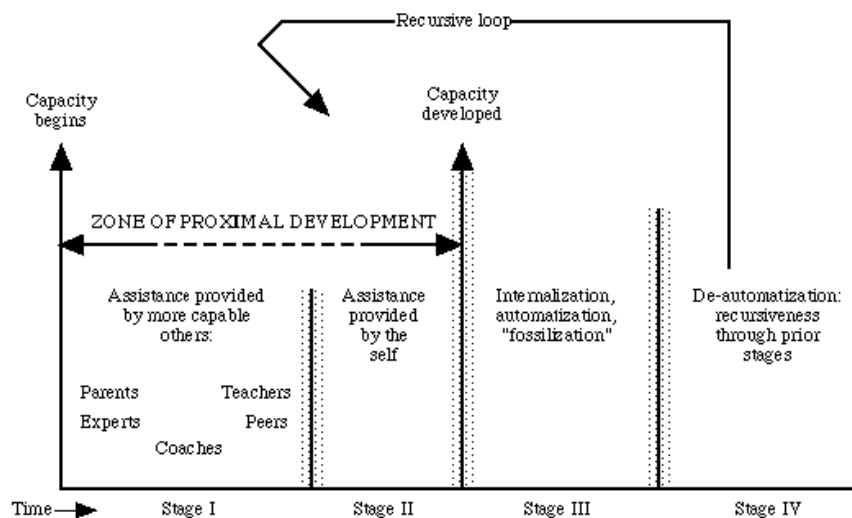 Recursive loop
Capacity
begins
Capacity
developed
ZONE OF PROXIMAL DEVELOPMENT
Assistance provided
by more capable
others:
Parents
Teachers
Experts
Peers
Coaches
Assistance
provided
by the
self
Internalization,
automatization,
"fossilization"
De-automatization:
recursiveness
through prior
stages
Time
Stage I
Stage II
Stage III
Stage IV